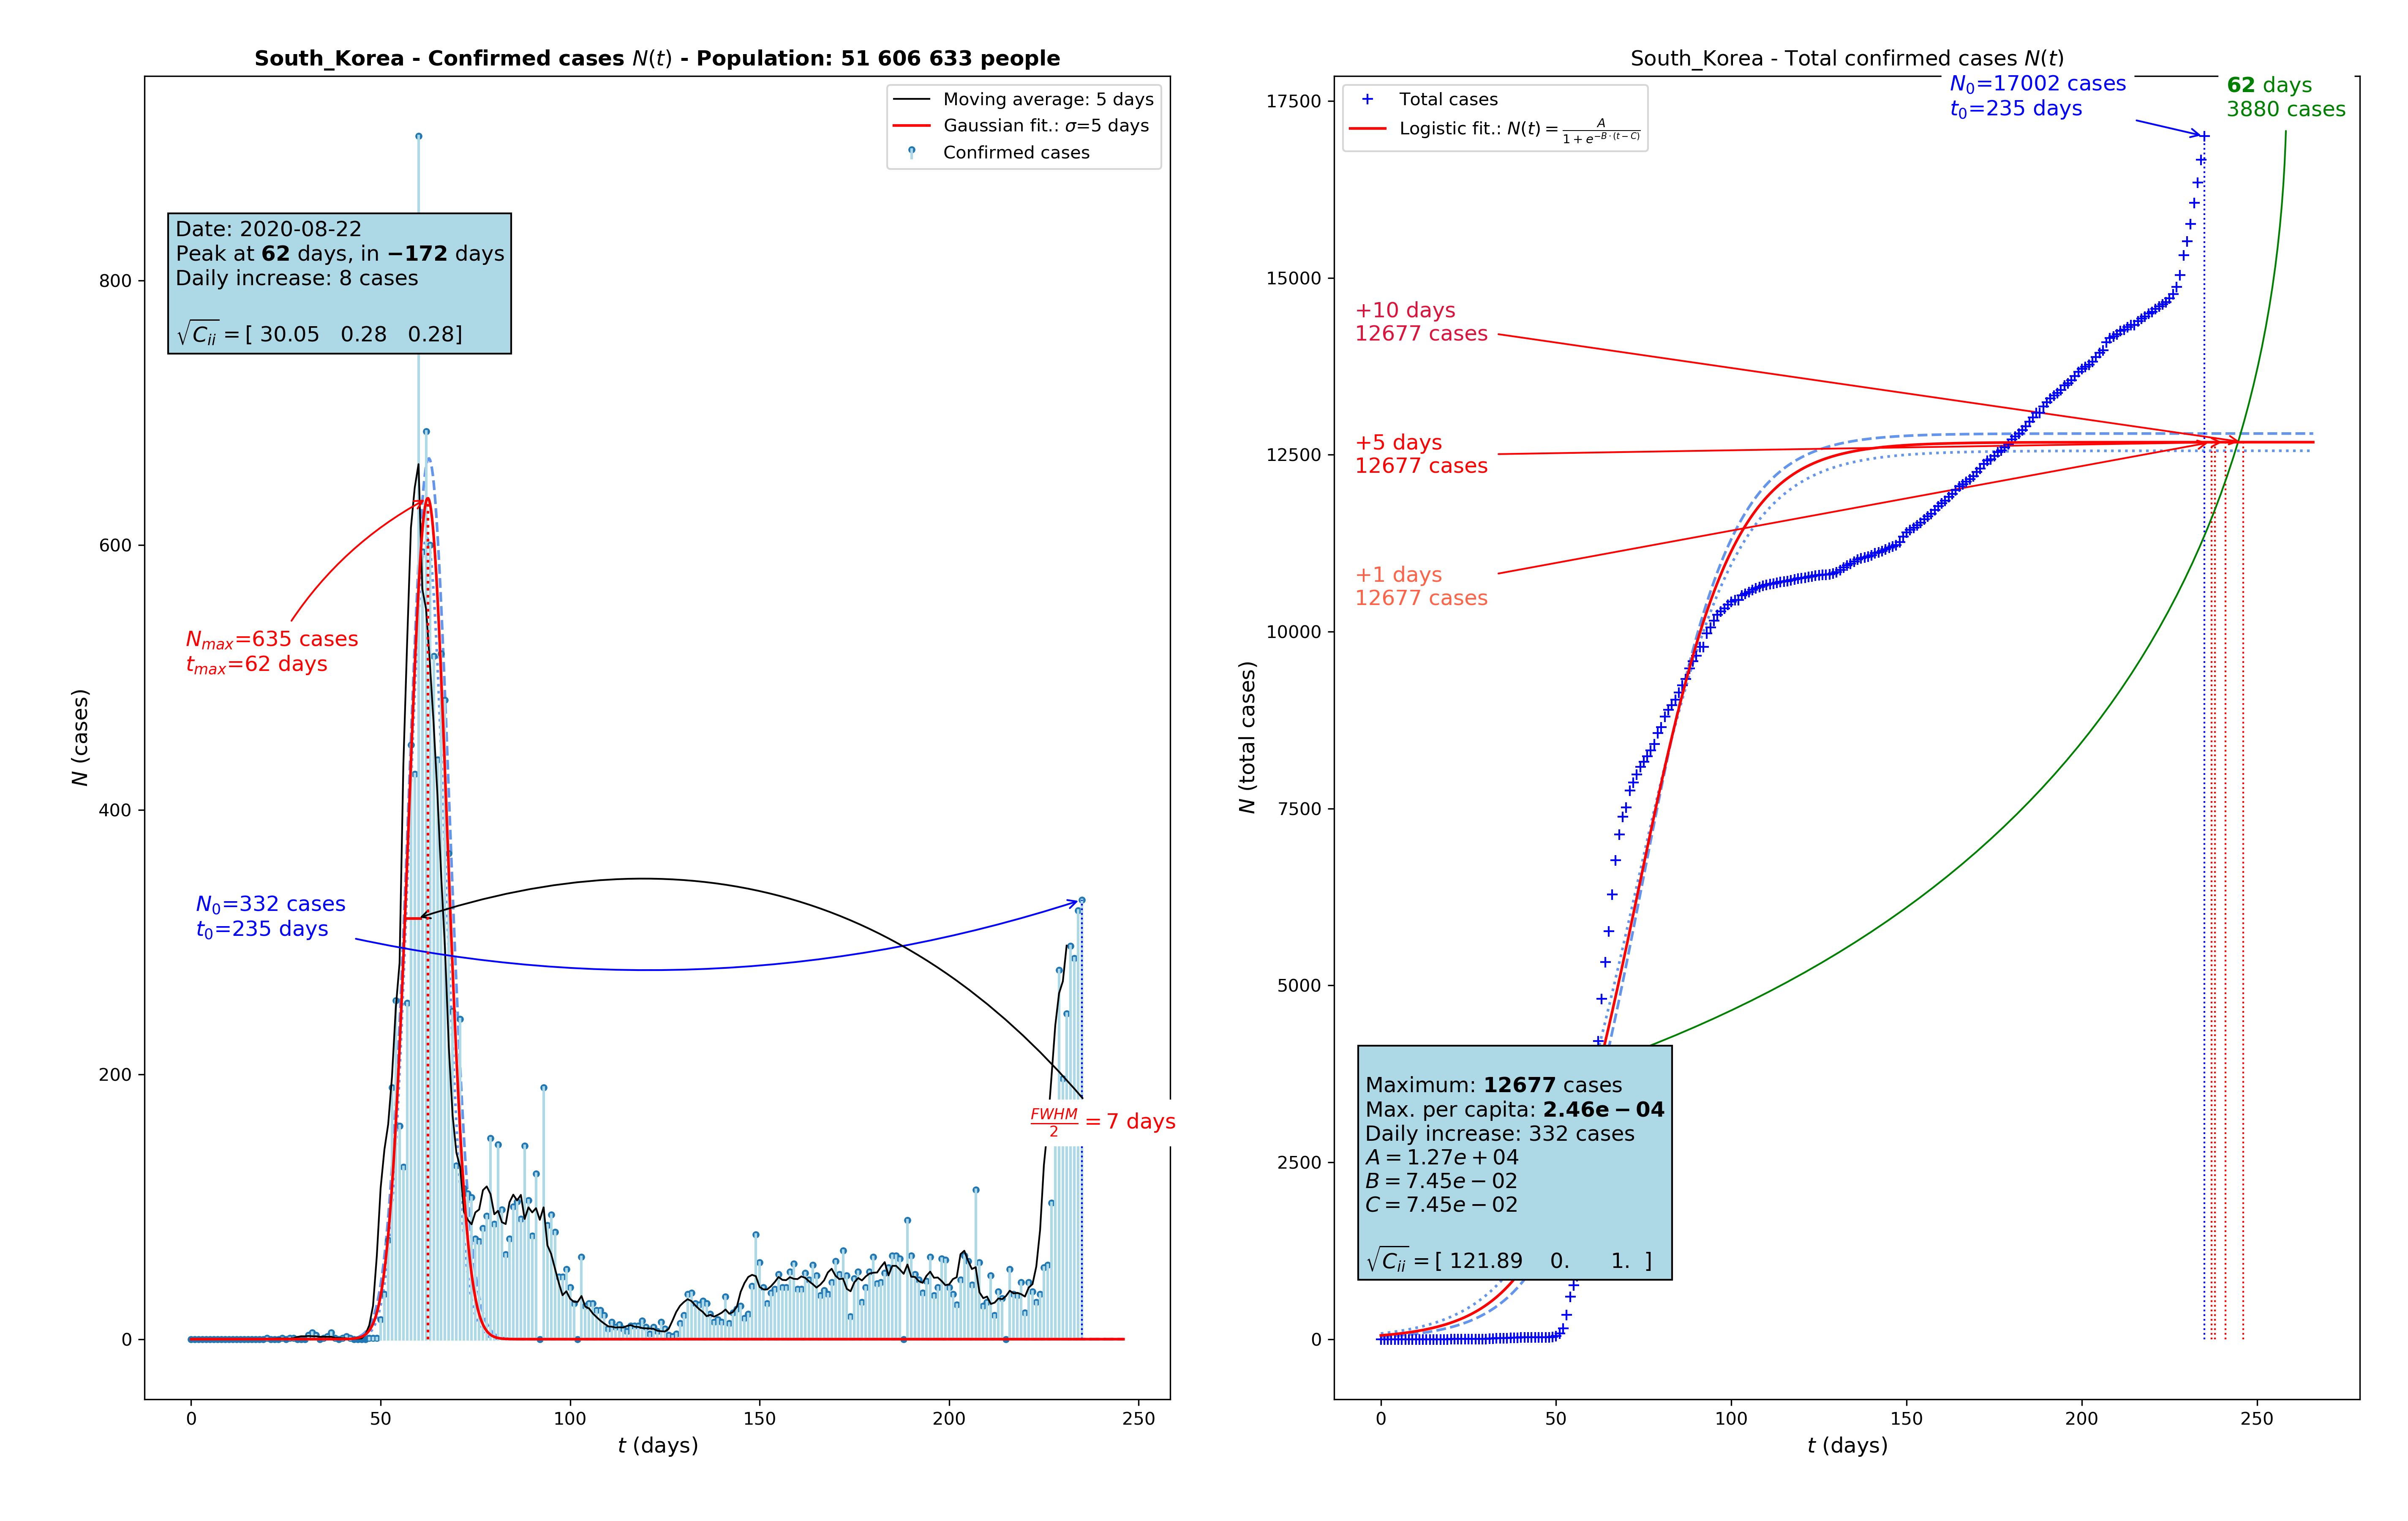 South_Korea - Confirmed cases N(t) - Population: 51 606 633 people
Moving average: 5 days
Gaussian fit.: σ=5 days
Confirmed cases
Date: 2020-08-22
Peak at 62 days, in −172 days
Daily increase: 8 cases
√C_ii = [ 30.05 0.28 0.28]
N_max=635 cases
t_max=62 days
N_0=332 cases
t_0=235 days
FWHM/2 = 7 days
N (cases)
800
600
400
200
0
0 50 100 150 200 250
t (days)
South_Korea - Total confirmed cases N(t)
Total cases
Logistic fit.: N(t) = A/(1 + e^{−B·(t−C)})
N_0=17002 cases
t_0=235 days
62 days
3880 cases
+10 days
12677 cases
+5 days
12677 cases
+1 days
12677 cases
Maximum: 12677 cases
Max. per capita: 2.46e − 04
Daily increase: 332 cases
A = 1.27e + 04
B = 7.45e − 02
C = 7.45e − 02
√C_ii = [ 121.89 0. 1. ]
N (total cases)
17500
15000
12500
10000
7500
5000
2500
0
0 50 100 150 200 250
t (days)